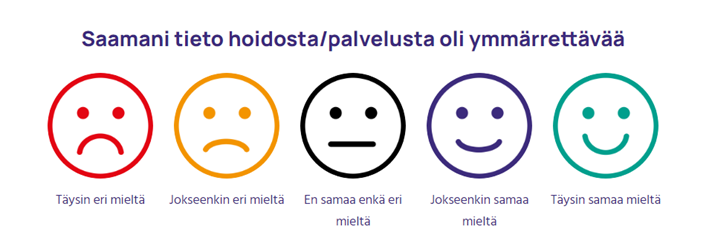 Saamani tieto hoidosta/palvelusta oli ymmärrettävää
Täysin eri mieltä
Jokseenkin eri mieltä
En samaa enkä eri
mieltä
Jokseenkin samaa
mieltä
Täysin samaa mieltä